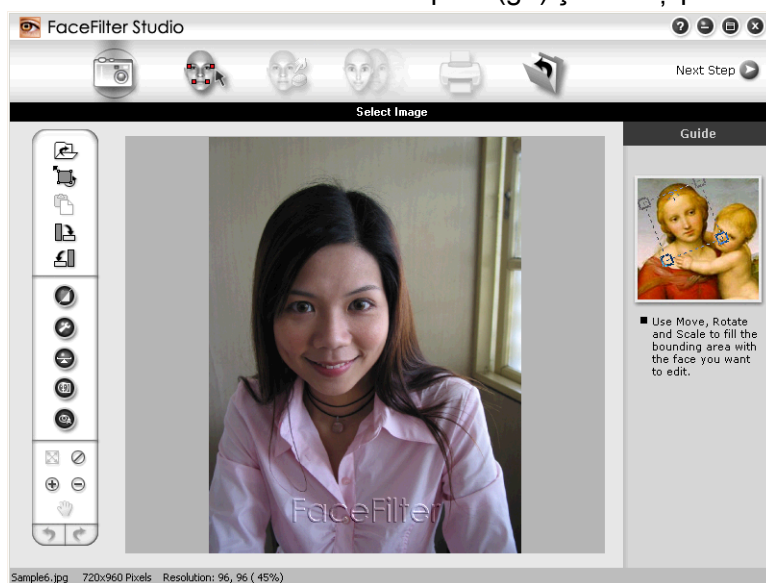 FaceFilter Studio
Next Step
Select Image
Guide
Use Move, Rotate
and Scale to fill the
bounding area with
the face you want
to edit.
FaceFilter
Sample6.jpg 720x960 Pixels Resolution: 96, 96 ( 45%)